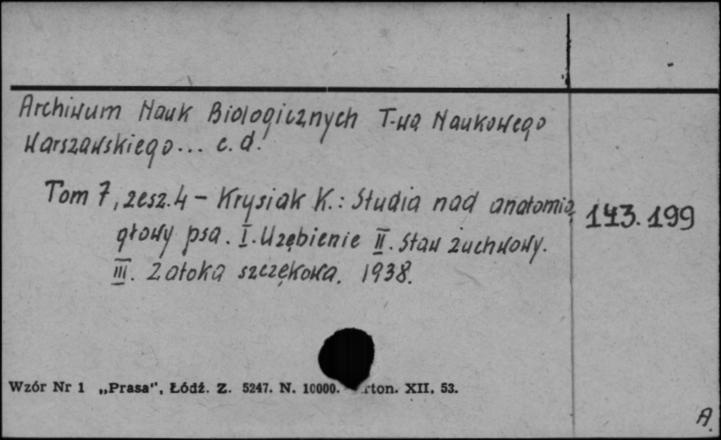 Archiwum Nauk Biologicznych T-wa Naukowego
Warszawskiego... c.d.
Tom 7, zesz. 4 - Krysiak K.: Studia nad anatomią 143.199
głowy psa. I. Uzębienie II. Staw żuchwowy.
III. Zatoka szczękowa. 1938.
Wzór Nr 1 „Prasa", Łódź. Z. 5247. N. 10000. XII. 53.
A